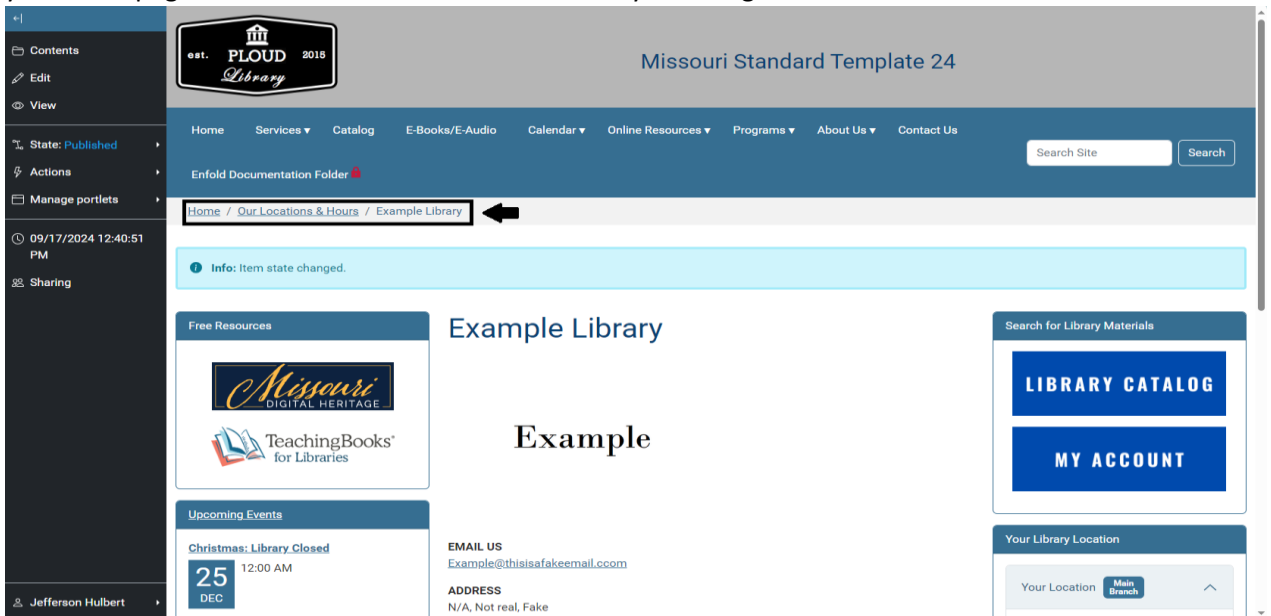 Contents
Edit
View
State: Published
Actions
Manage portlets
09/17/2024 12:40:51
PM
Sharing
Jefferson Hulbert
est. PLOUD 2015
Library
Missouri Standard Template 24
Home Services ▾ Catalog E-Books/E-Audio Calendar ▾ Online Resources ▾ Programs ▾ About Us ▾ Contact Us
Enfold Documentation Folder
Search Site Search
Home / Our Locations & Hours / Example Library
Info: Item state changed.
Free Resources
Missouri
DIGITAL HERITAGE
TeachingBooks
for Libraries
Upcoming Events
Christmas: Library Closed
25
DEC
12:00 AM
Example Library
Example
EMAIL US
Example@thisisafakeemail.ccom
ADDRESS
N/A, Not real, Fake
Search for Library Materials
LIBRARY CATALOG
MY ACCOUNT
Your Library Location
Your Location Main
Branch